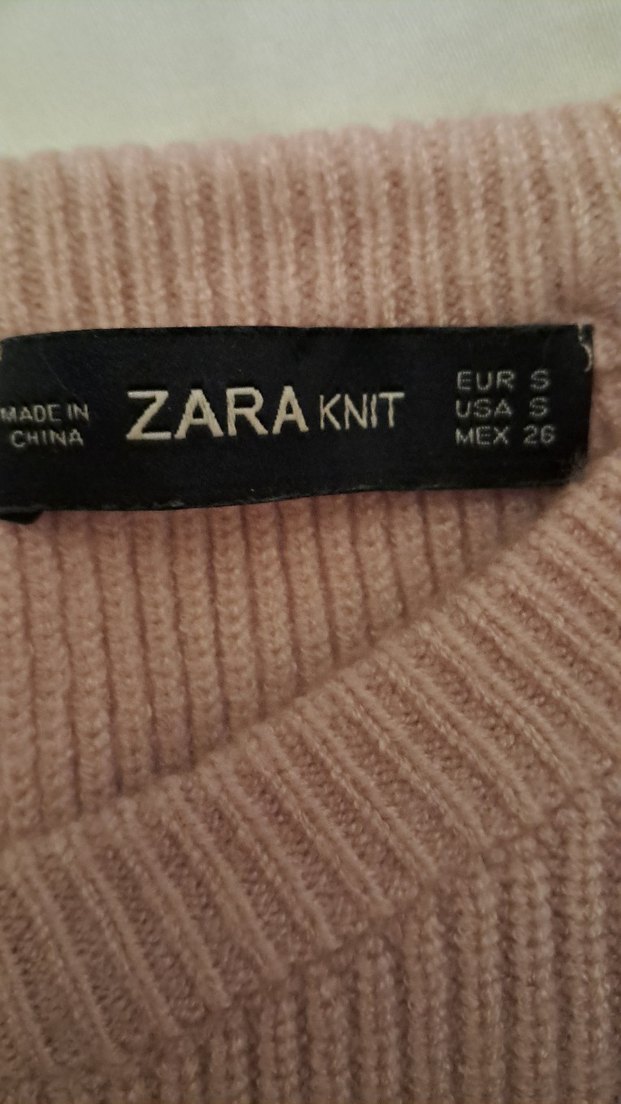 MADE IN
CHINA
ZARA KNIT
EUR S
USA S
MEX 26